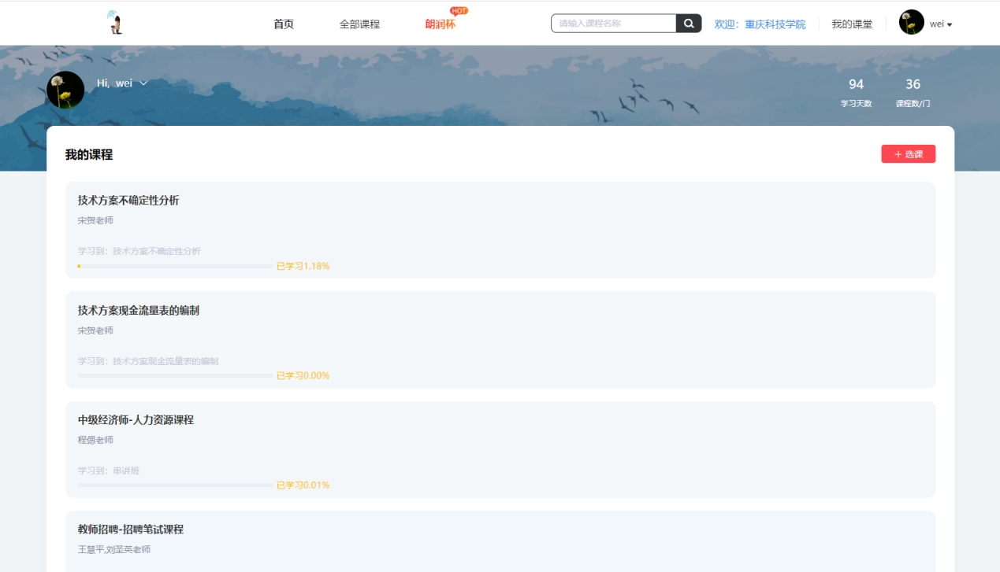 首页
全部课程
朗润杯
HOT
请输入课程名称
欢迎：重庆科技学院
我的课堂
wei
Hi, wei
94
学习天数
36
课程数/门
我的课程
+ 选课
技术方案不确定性分析
宋贺老师
学习到：技术方案不确定性分析
已学习1.18%
技术方案现金流量表的编制
宋贺老师
学习到：技术方案现金流量表的编制
已学习0.00%
中级经济师-人力资源课程
程偲老师
学习到：串讲班
已学习0.01%
教师招聘-招聘笔试课程
王慧平,刘圣英老师